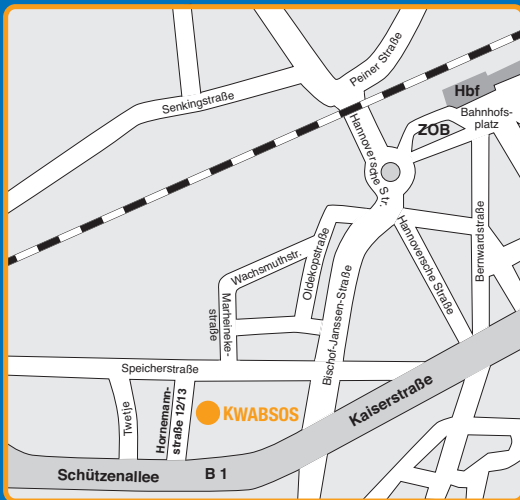 Peiner Straße
Senkingstraße
Hbf
Bahnhofs-
platz
ZOB
Hannoversche Str.
Hannoversche Straße
Bernwardstraße
Oldekopstraße
Wachsmuthstr.
Marheineke-
straße
Bischof-Janssen-Straße
Speicherstraße
Kaiserstraße
Twetje
Hornemann-
straße 12/13
KWABSOS
Schützenallee
B 1